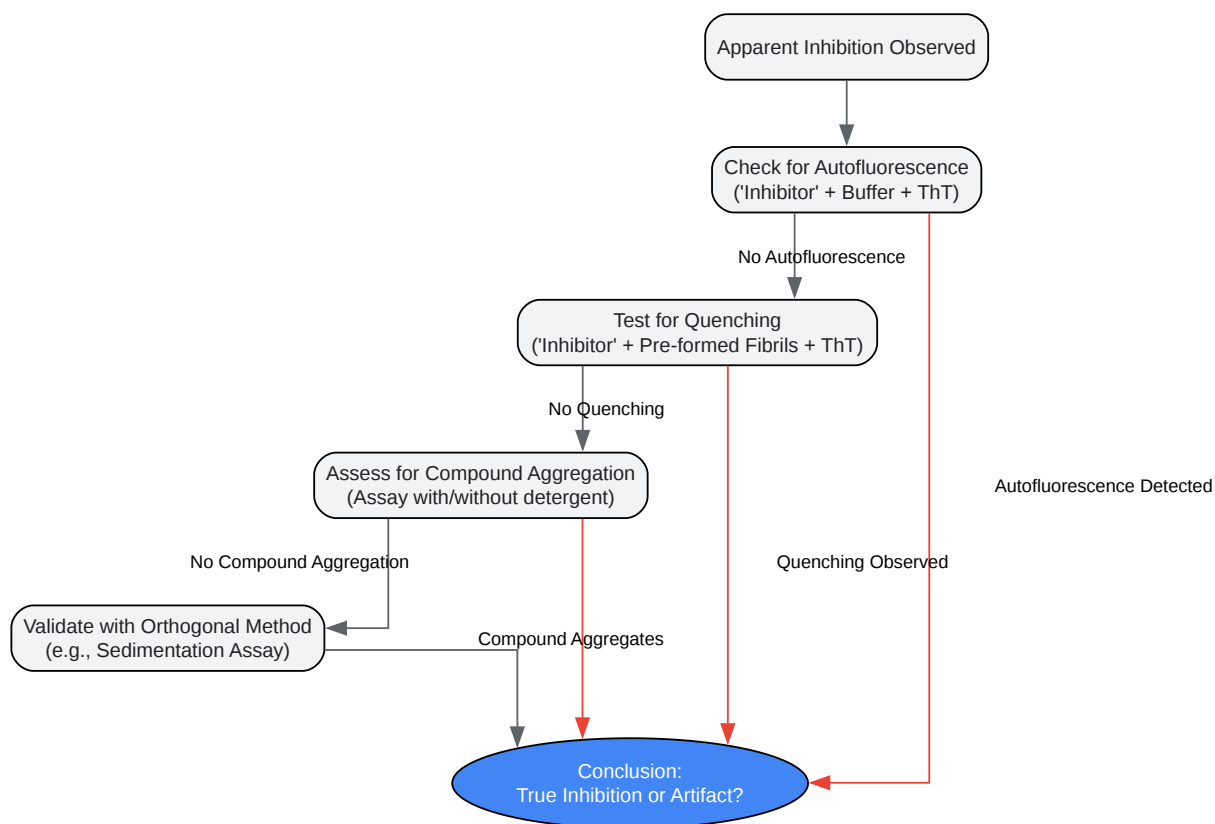 Apparent Inhibition Observed
Check for Autofluorescence
('Inhibitor' + Buffer + ThT)
No Autofluorescence
Test for Quenching
('Inhibitor' + Pre-formed Fibrils + ThT)
No Quenching
Assess for Compound Aggregation
(Assay with/without detergent)
Autofluorescence Detected
No Compound Aggregation
Quenching Observed
Validate with Orthogonal Method
(e.g., Sedimentation Assay)
Compound Aggregates
Conclusion:
True Inhibition or Artifact?